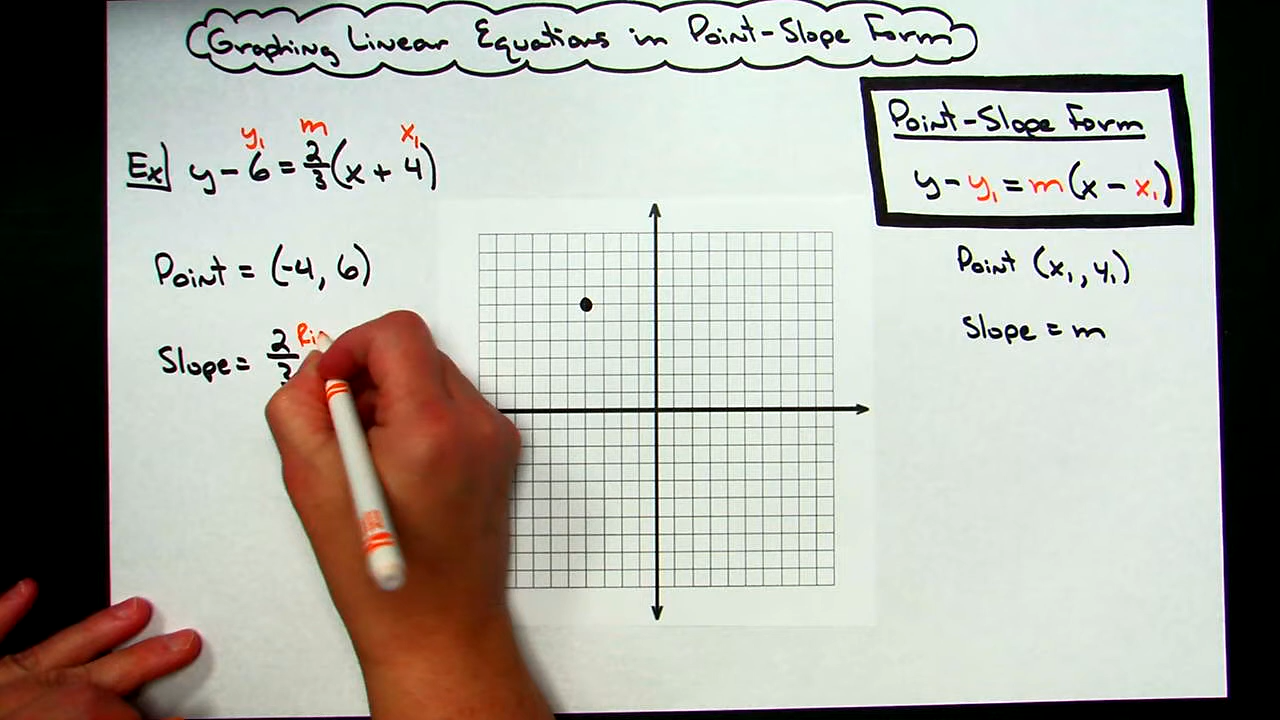 Graphing Linear Equations in Point-Slope Form
y₁ m x₁
Ex] y - 6 = 2/3 (x + 4)
Point = (-4, 6)
Slope = 2/3
Point-Slope Form
y - y₁ = m(x - x₁)
Point (x₁, y₁)
Slope = m